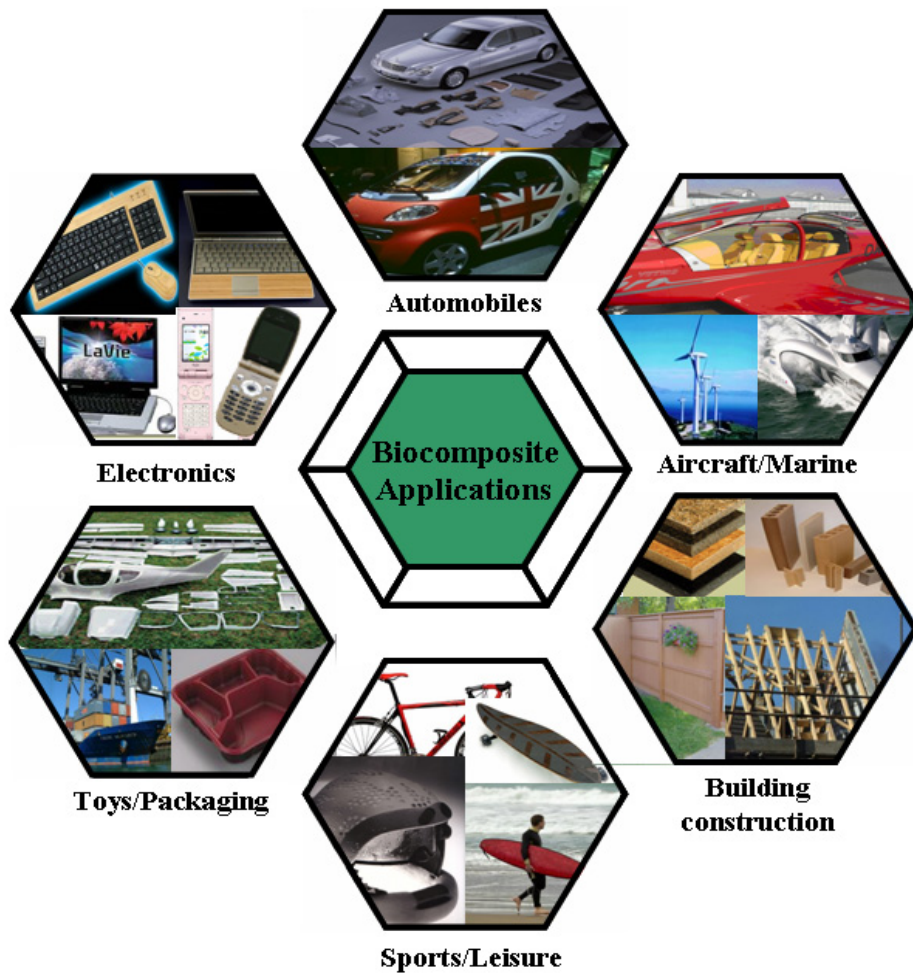 Automobiles
LaVie
Electronics
Biocomposite
Applications
Aircraft/Marine
Toys/Packaging
Building
construction
Sports/Leisure